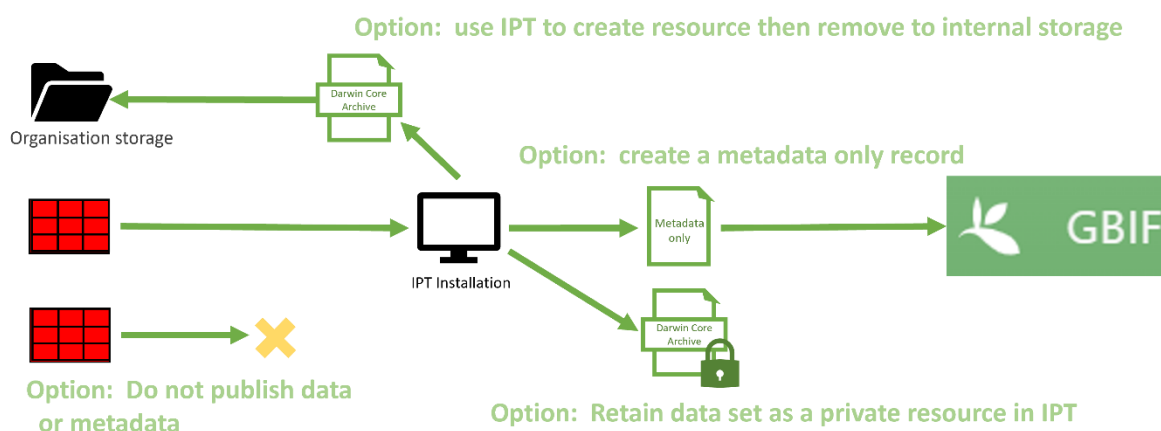 Option:  use IPT to create resource then remove to internal storage
Darwin Core
Archive
Organisation storage
Option:  create a metadata only record
Metadata
only
GBIF
IPT Installation
Darwin Core
Archive
Option:  Do not publish data
or metadata
Option:  Retain data set as a private resource in IPT